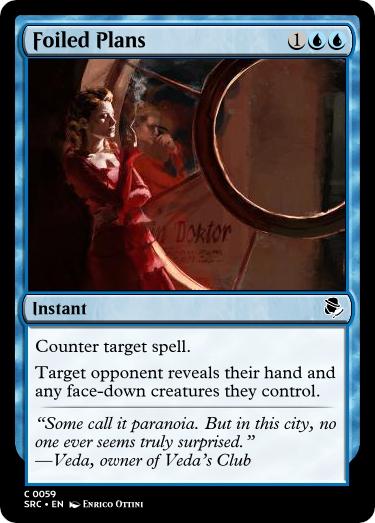 Foiled Plans
1
Doktor
Instant
Counter target spell.
Target opponent reveals their hand and
any face-down creatures they control.
“Some call it paranoia. But in this city, no
one ever seems truly surprised.”
—Veda, owner of Veda’s Club
C 0059
SRC • EN Enrico Ottini